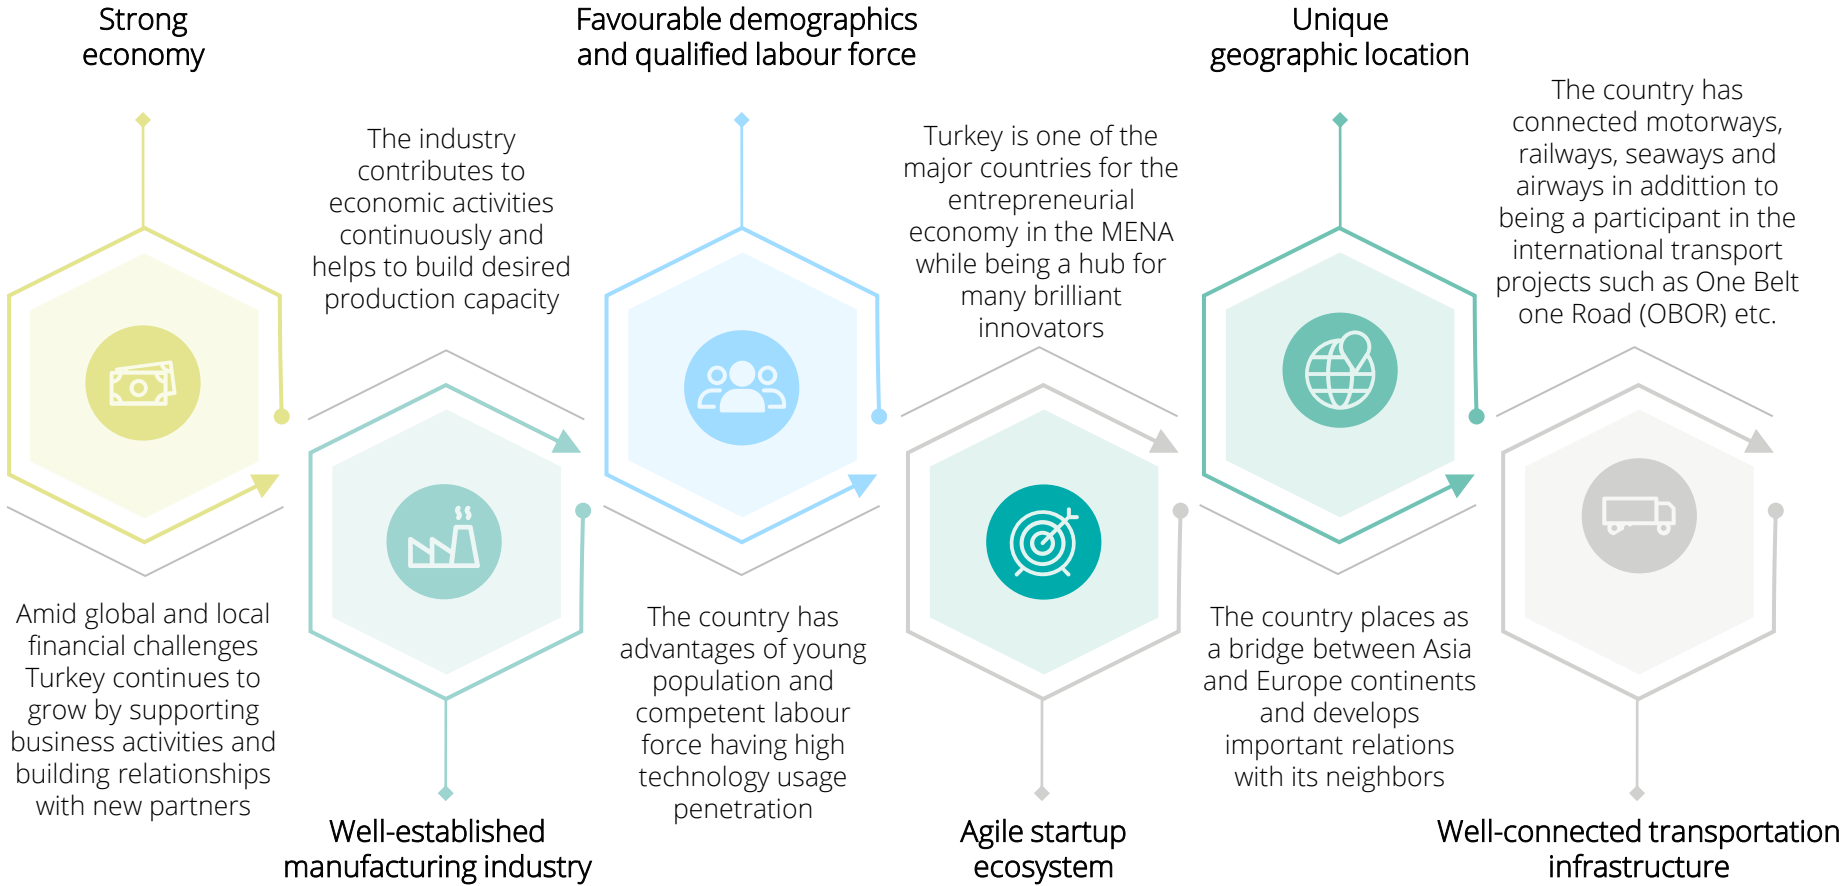 Strong
economy
Amid global and local
financial challenges
Turkey continues to
grow by supporting
business activities and
building relationships
with new partners
The industry
contributes to
economic activities
continuously and
helps to build desired
production capacity
Well-established
manufacturing industry
Favourable demographics
and qualified labour force
The country has
advantages of young
population and
competent labour
force having high
technology usage
penetration
Turkey is one of the
major countries for the
entrepreneurial
economy in the MENA
while being a hub for
many brilliant
innovators
Agile startup
ecosystem
Unique
geographic location
The country places as
a bridge between Asia
and Europe continents
and develops
important relations
with its neighbors
The country has
connected motorways,
railways, seaways and
airways in addittion to
being a participant in the
international transport
projects such as One Belt
one Road (OBOR) etc.
Well-connected transportation
infrastructure